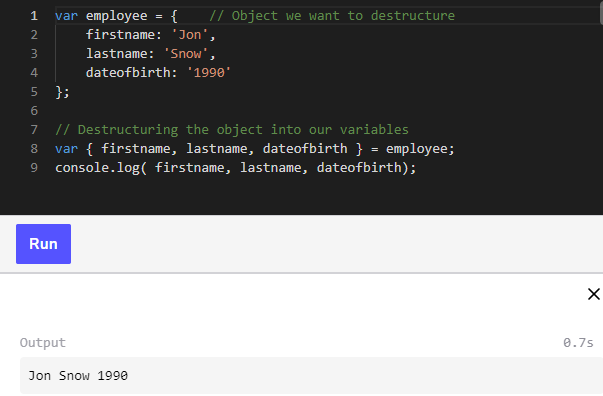 1 var employee = {    // Object we want to destructure
2     firstname: 'Jon',
3     lastname: 'Snow',
4     dateofbirth: '1990'
5 };
6
7 // Destructuring the object into our variables
8 var { firstname, lastname, dateofbirth } = employee;
9 console.log( firstname, lastname, dateofbirth);
Run
×
Output 0.7s
Jon Snow 1990